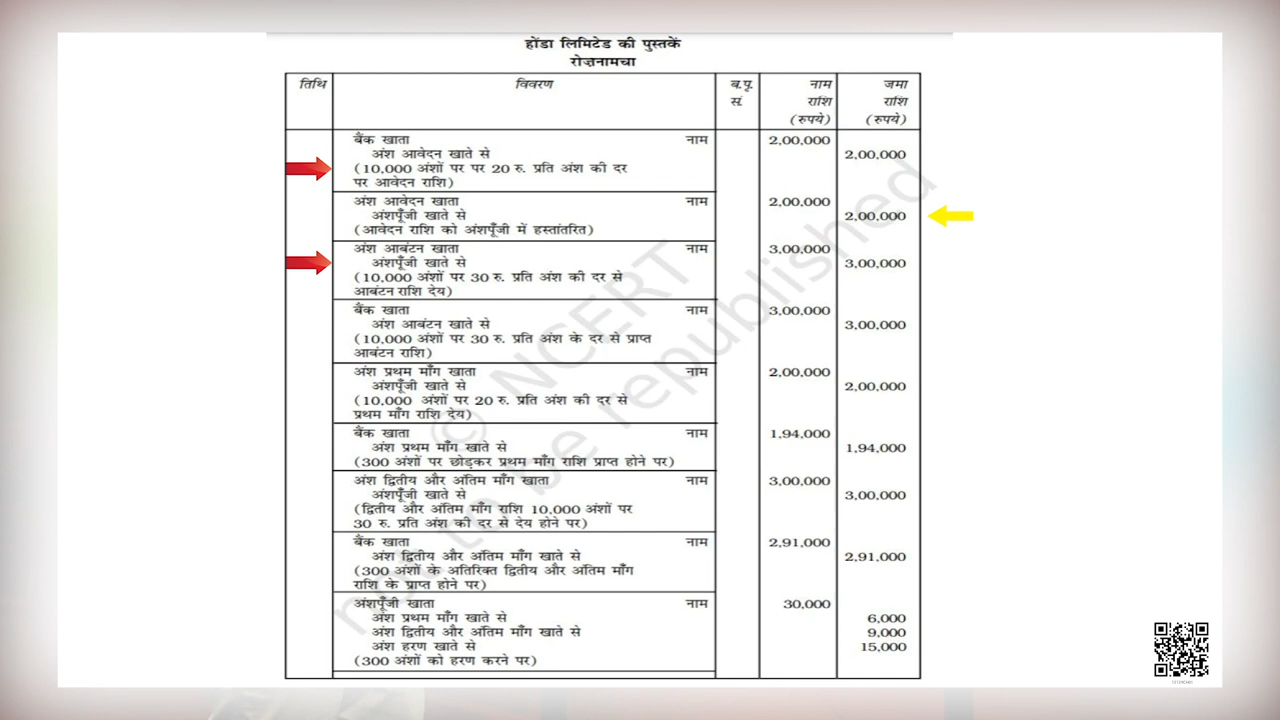 होंडा लिमिटेड की पुस्तकें
रोज़नामचा
तिथि विवरण ब.पृ. नाम जमा
सं. राशि राशि
(रुपये) (रुपये)
बैंक खाता नाम 2,00,000
अंश आवेदन खाते से 2,00,000
(10,000 अंशों पर पर 20 रु. प्रति अंश की दर
पर आवेदन राशि)
अंश आवेदन खाता नाम 2,00,000
अंशपूँजी खाते से 2,00,000
(आवेदन राशि को अंशपूँजी में हस्तांतरित)
अंश आबंटन खाता नाम 3,00,000
अंशपूँजी खाते से 3,00,000
(10,000 अंशों पर 30 रु. प्रति अंश की दर से
आबंटन राशि देय)
बैंक खाता नाम 3,00,000
अंश आबंटन खाते से 3,00,000
(10,000 अंशों पर 30 रु. प्रति अंश के दर से प्राप्त
आबंटन राशि)
अंश प्रथम माँग खाता नाम 2,00,000
अंशपूँजी खाते से 2,00,000
(10,000 अंशों पर 20 रु. प्रति अंश की दर से
प्रथम माँग राशि देय)
बैंक खाता नाम 1,94,000
अंश प्रथम माँग खाते से 1,94,000
(300 अंशों पर छोड़कर प्रथम माँग राशि प्राप्त होने पर)
अंश द्वितीय और अंतिम माँग खाता नाम 3,00,000
अंशपूँजी खाते से 3,00,000
(द्वितीय और अंतिम माँग राशि 10,000 अंशों पर
30 रु. प्रति अंश की दर से देय होने पर)
बैंक खाता नाम 2,91,000
अंश द्वितीय और अंतिम माँग खाते से 2,91,000
(300 अंशों के अतिरिक्त द्वितीय और अंतिम माँग
राशि के प्राप्त होने पर)
अंशपूँजी खाता नाम 30,000
अंश प्रथम माँग खाते से 6,000
अंश द्वितीय और अंतिम माँग खाते से 9,000
अंश हरण खाते से 15,000
(300 अंशों को हरण करने पर)
© NCERT
not to be republished